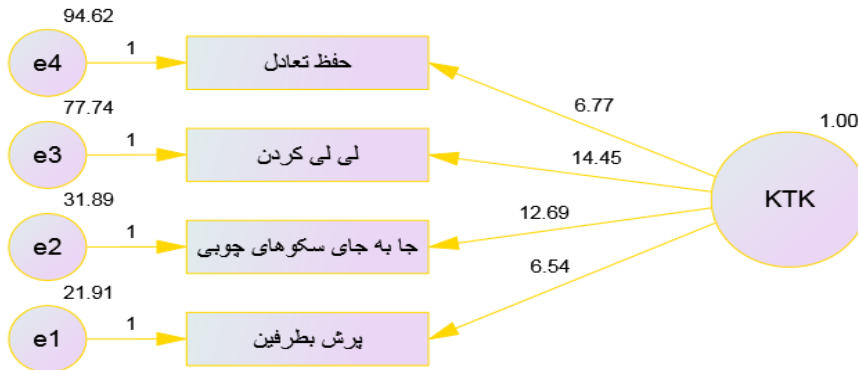 94.62
e4
1
حفظ تعادل
6.77
77.74
e3
1
لی لی کردن
14.45
1.00
KTK
31.89
e2
1
جا به جای سکوهای چوبی
12.69
21.91
e1
1
پرش بطرفین
6.54